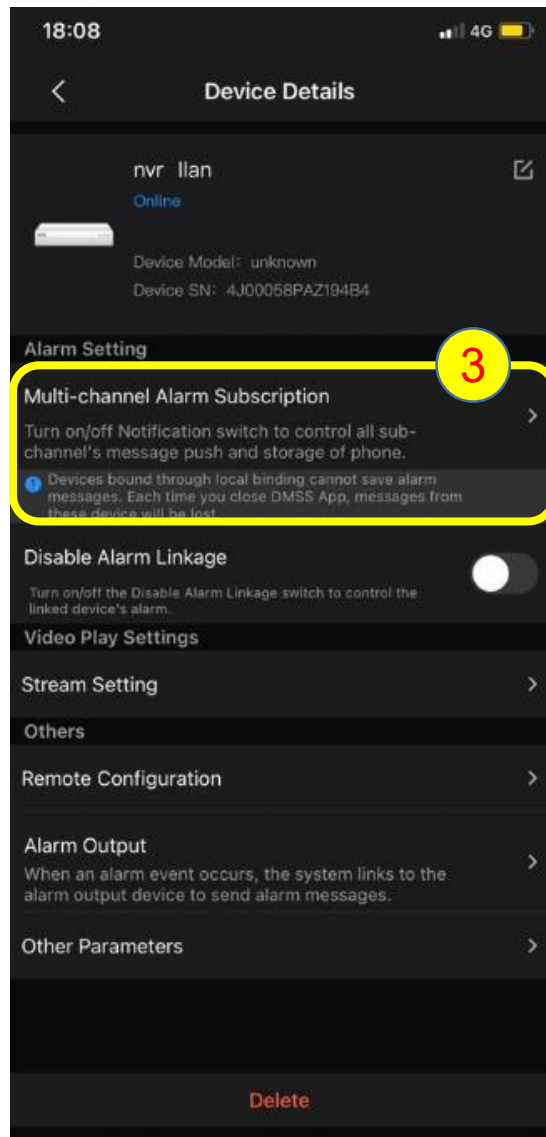 18:08
4G
Device Details
nvr llan
Online
Device Model: unknown
Device SN: 4J00058PAZ194B4
Alarm Setting
3
Multi-channel Alarm Subscription
Turn on/off Notification switch to control all sub-
channel's message push and storage of phone.
Devices bound through local binding cannot save alarm
messages. Each time you close DMSS App, messages from
these device will be lost.
Disable Alarm Linkage
Turn on/off the Disable Alarm Linkage switch to control the
linked device's alarm.
Video Play Settings
Stream Setting
Others
Remote Configuration
Alarm Output
When an alarm event occurs, the system links to the
alarm output device to send alarm messages.
Other Parameters
Delete